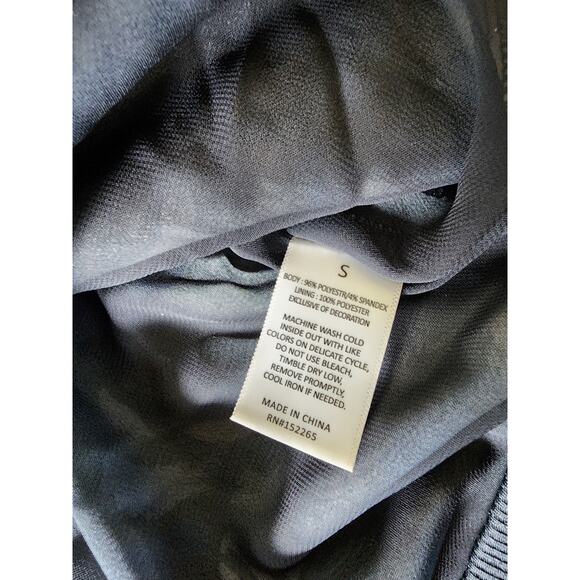 S
BODY : 96% POLYESTR/4% SPANDEX
LINING : 100% POLYESTER
EXCLUSIVE OF DECORATION
MACHINE WASH COLD
INSIDE OUT WITH LIKE
COLORS ON DELICATE CYCLE,
DO NOT USE BLEACH,
TIMBLE DRY LOW,
REMOVE PROMPTLY,
COOL IRON IF NEEDED.
MADE IN CHINA
RN#152265